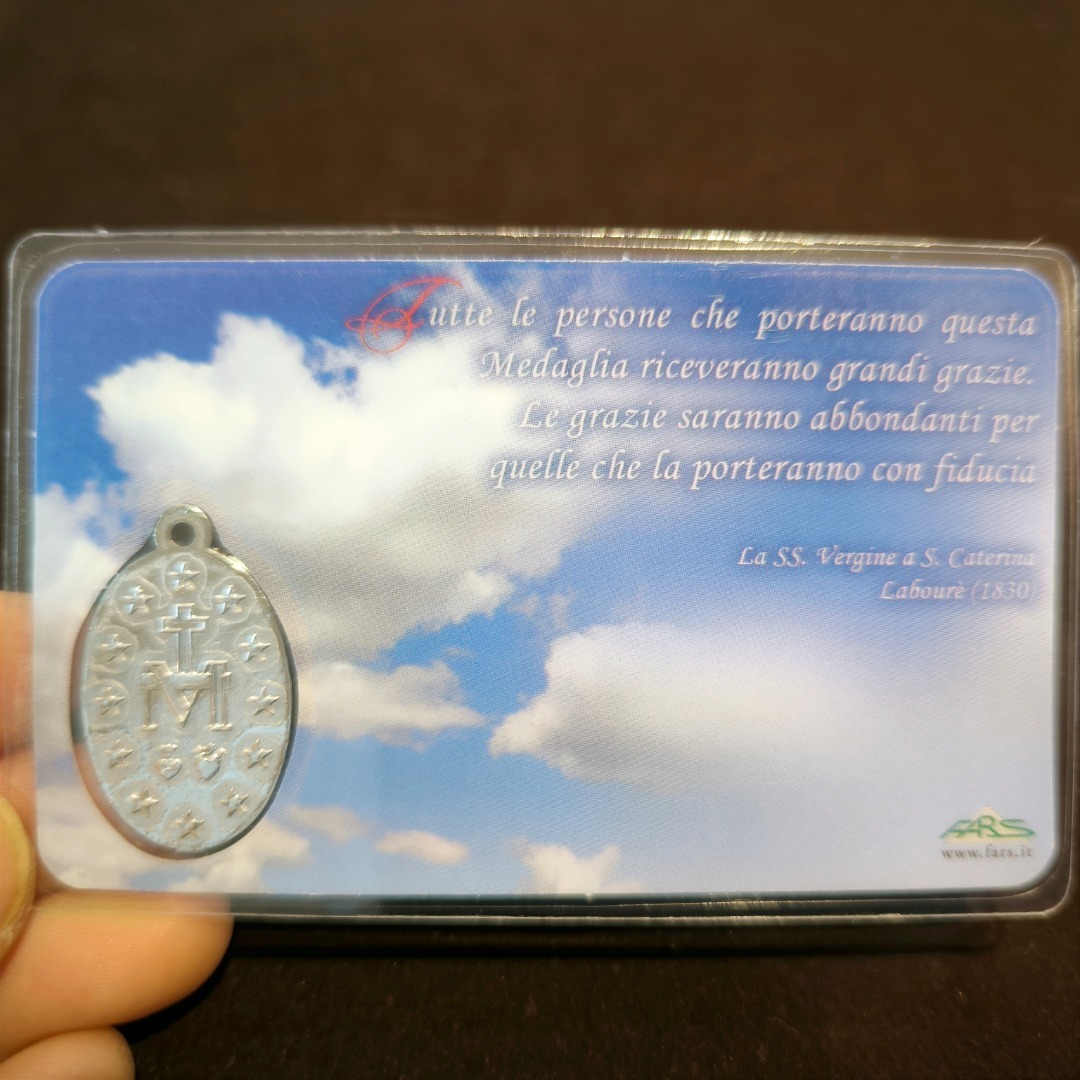 Tutte le persone che porteranno questa
Medaglia riceveranno grandi grazie.
Le grazie saranno abbondanti per
quelle che la porteranno con fiducia
La SS. Vergine a S. Caterina
Labourè (1830)
M
FARS
www.fars.it